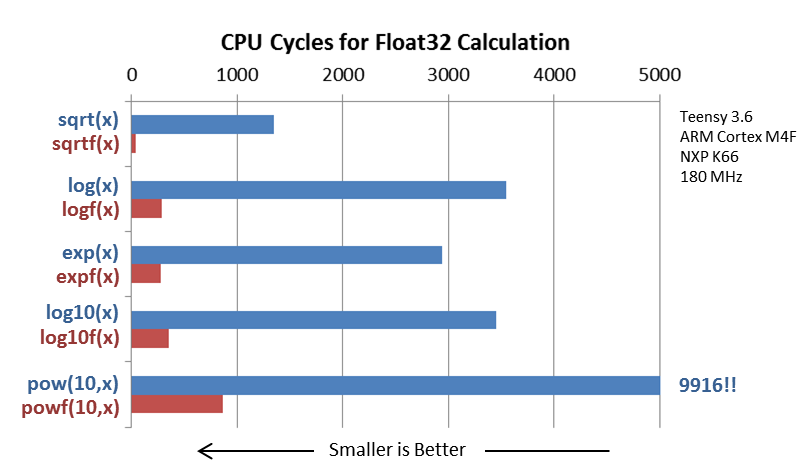 CPU Cycles for Float32 Calculation
0 1000 2000 3000 4000 5000
sqrt(x)
sqrtf(x)
log(x)
logf(x)
exp(x)
expf(x)
log10(x)
log10f(x)
pow(10,x)
powf(10,x)
9916!!
Teensy 3.6
ARM Cortex M4F
NXP K66
180 MHz
Smaller is Better